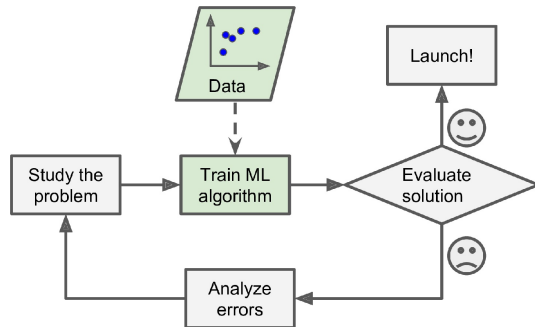 Data
Launch!
Study the
problem
Train ML
algorithm
Evaluate
solution
Analyze
errors